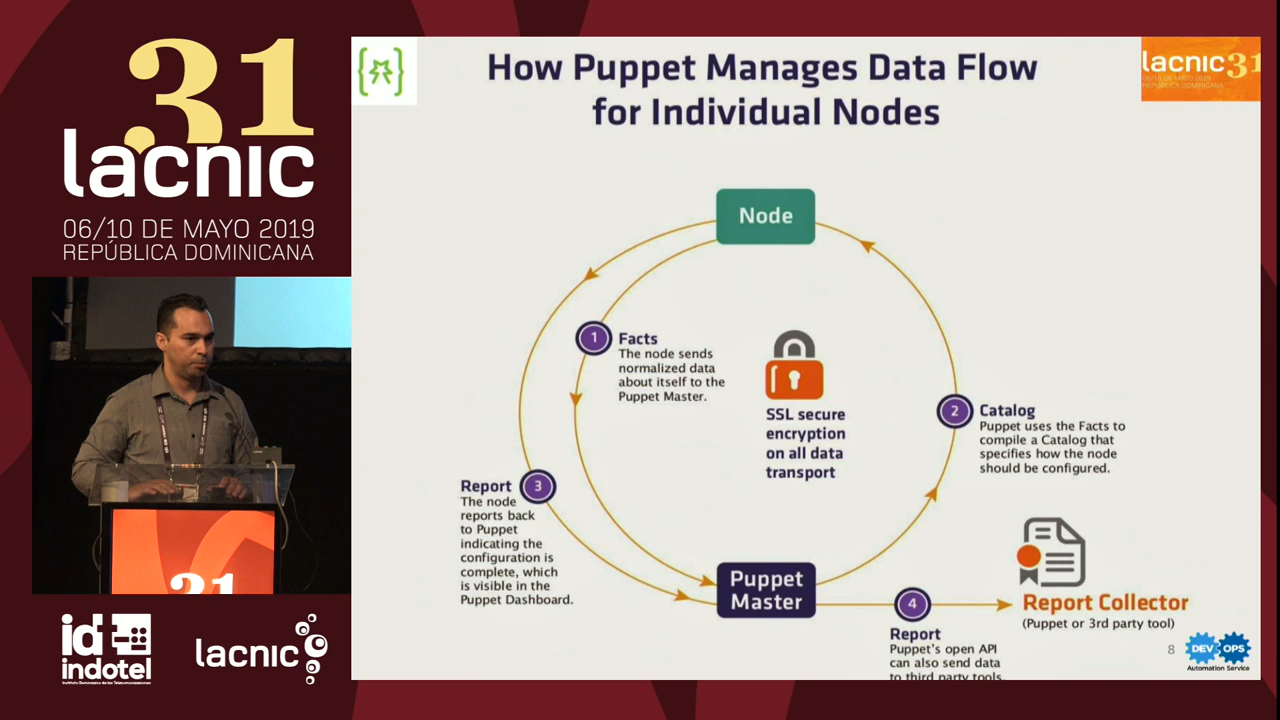 31
lacnic
06/10 DE MAYO 2019
REPÚBLICA DOMINICANA
31
id
indotel
Instituto Dominicano de las Telecomunicaciones
lacnic
How Puppet Manages Data Flow
for Individual Nodes
lacnic31
06/10 DE MAYO 2019
REPÚBLICA DOMINICANA
Node
1
Facts
The node sends
normalized data
about itself to the
Puppet Master.
SSL secure
encryption
on all data
transport
2
Catalog
Puppet uses the Facts to
compile a Catalog that
specifies how the node
should be configured.
Report
3
The node
reports back
to Puppet
indicating the
configuration is
complete, which
is visible in the
Puppet Dashboard.
Puppet
Master
4
Report
Puppet's open API
can also send data
to third party tools.
Report Collector
(Puppet or 3rd party tool)
8
DEV OPS
Automation Service